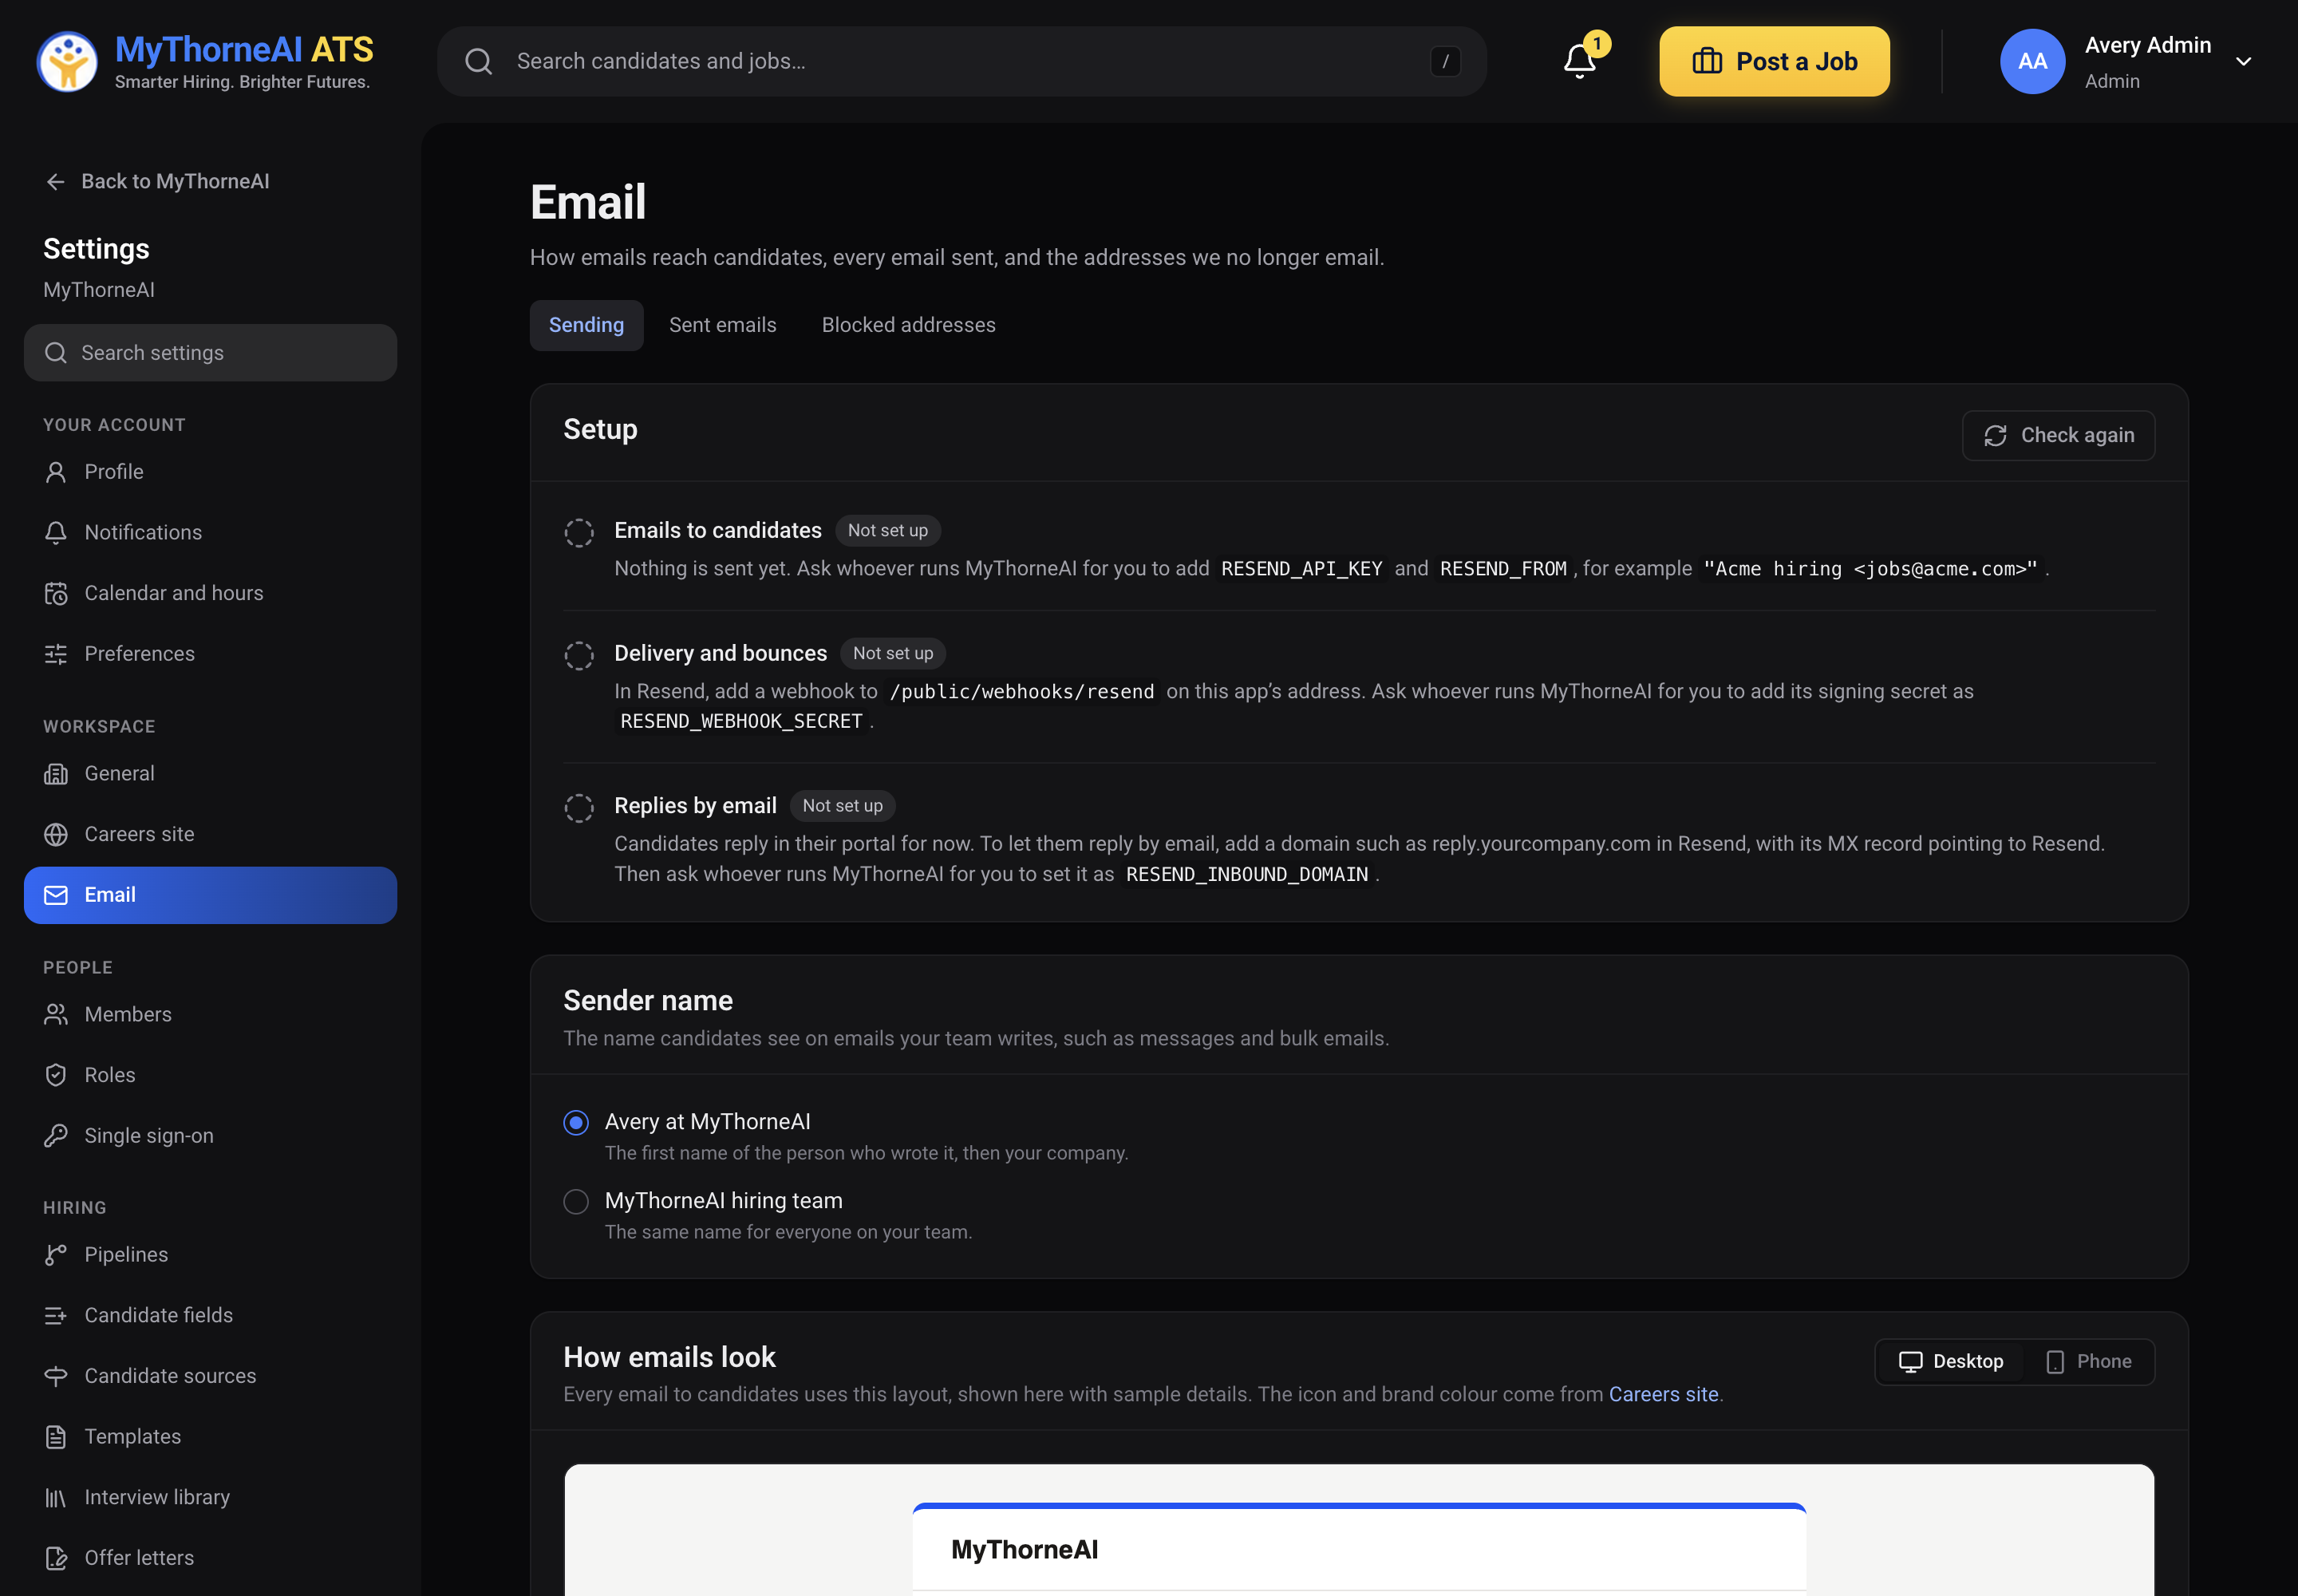 MyThorneAI ATS
Smarter Hiring. Brighter Futures.
Search candidates and jobs...
/
1
Post a Job
AA
Avery Admin
Admin
Back to MyThorneAI
Settings
MyThorneAI
Search settings
YOUR ACCOUNT
Profile
Notifications
Calendar and hours
Preferences
WORKSPACE
General
Careers site
Email
PEOPLE
Members
Roles
Single sign-on
HIRING
Pipelines
Candidate fields
Candidate sources
Templates
Interview library
Offer letters
Email
How emails reach candidates, every email sent, and the addresses we no longer email.
Sending
Sent emails
Blocked addresses
Setup
Check again
Emails to candidates Not set up
Nothing is sent yet. Ask whoever runs MyThorneAI for you to add RESEND_API_KEY and RESEND_FROM, for example "Acme hiring <jobs@acme.com>".
Delivery and bounces Not set up
In Resend, add a webhook to /public/webhooks/resend on this app’s address. Ask whoever runs MyThorneAI for you to add its signing secret as
RESEND_WEBHOOK_SECRET.
Replies by email Not set up
Candidates reply in their portal for now. To let them reply by email, add a domain such as reply.yourcompany.com in Resend, with its MX record pointing to Resend.
Then ask whoever runs MyThorneAI for you to set it as RESEND_INBOUND_DOMAIN.
Sender name
The name candidates see on emails your team writes, such as messages and bulk emails.
Avery at MyThorneAI
The first name of the person who wrote it, then your company.
MyThorneAI hiring team
The same name for everyone on your team.
How emails look
Desktop
Phone
Every email to candidates uses this layout, shown here with sample details. The icon and brand colour come from Careers site.
MyThorneAI